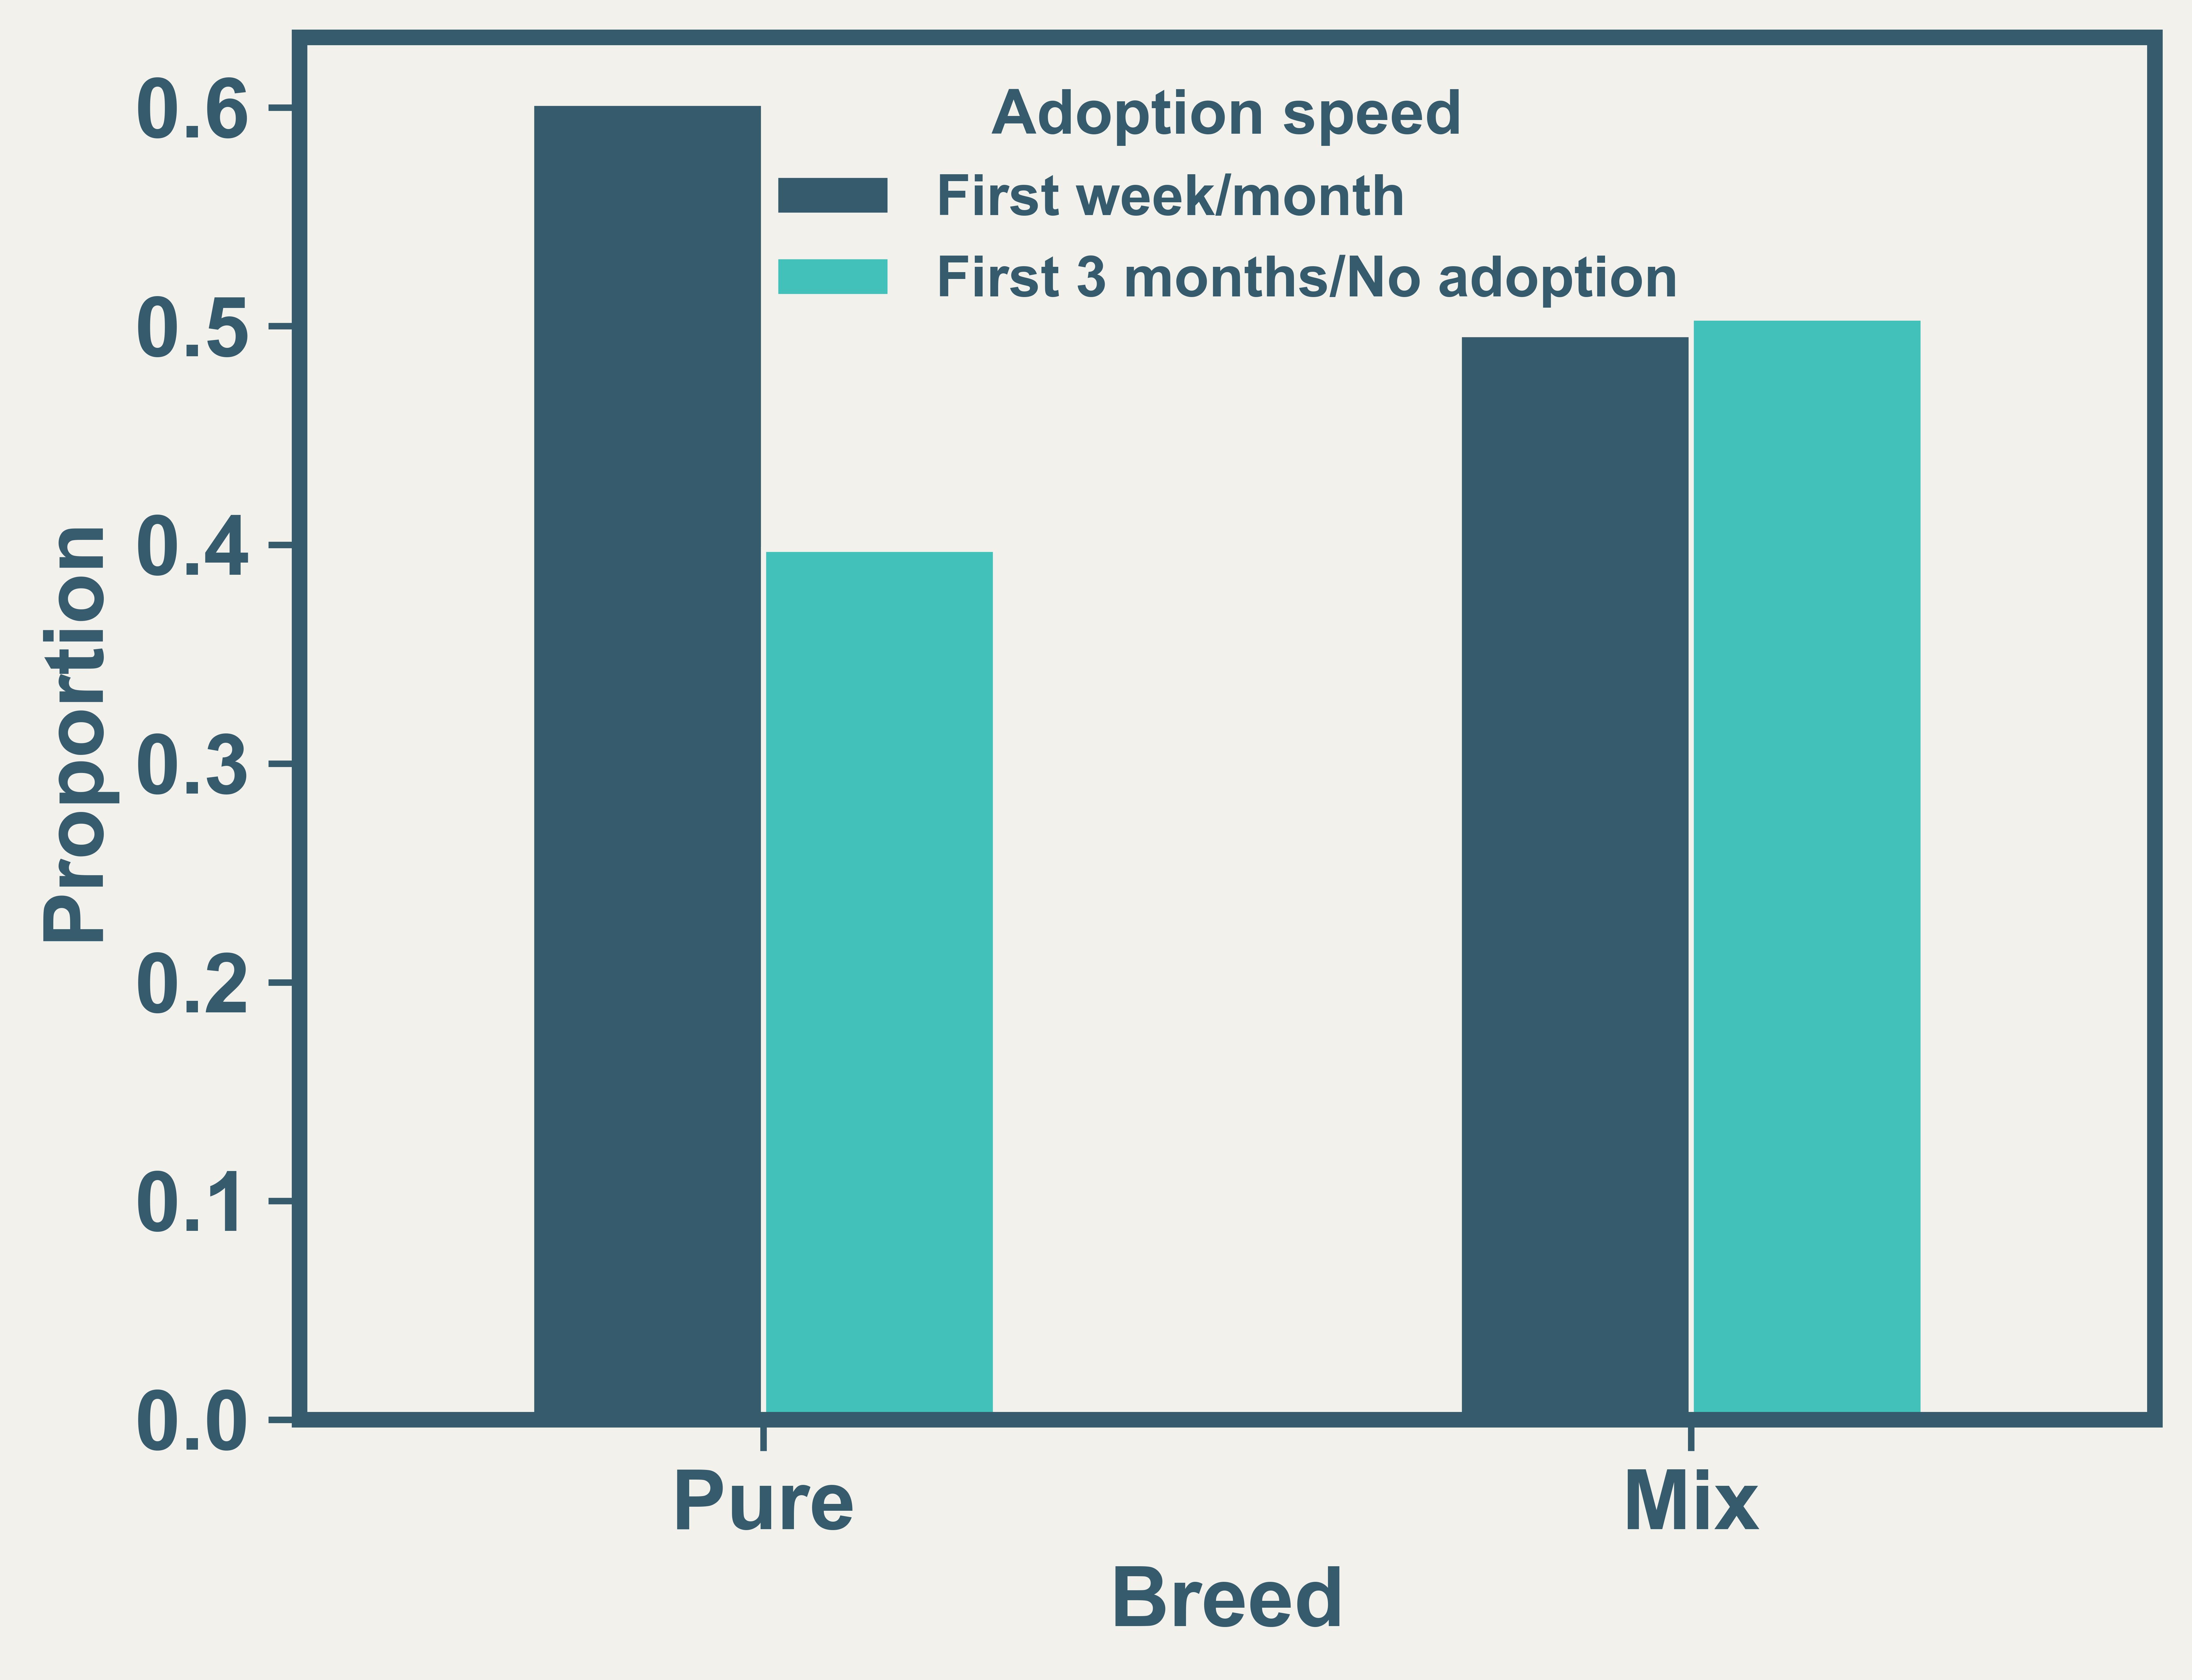 Adoption speed
First week/month
First 3 months/No adoption
Proportion
0.6
0.5
0.4
0.3
0.2
0.1
0.0
Pure
Mix
Breed